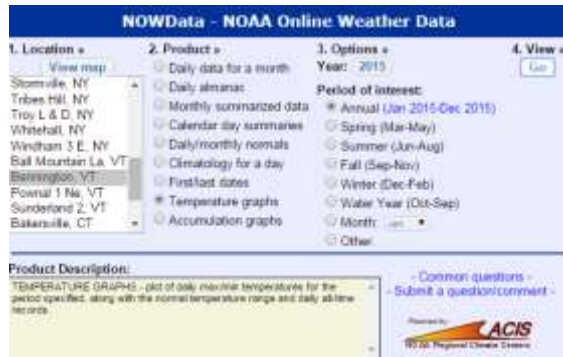 NOWData - NOAA Online Weather Data
1. Location »
View map
Stormville, NY
Tribes Hill, NY
Troy L & D, NY
Whitehall, NY
Windham 3 E, NY
Ball Mountain La, VT
Bennington, VT
Pownal 1 Ne, VT
Sunderland 2, VT
Bakersville, CT
2. Product »
Daily data for a month
Daily almanac
Monthly summarized data
Calendar day summaries
Daily/monthly normals
Climatology for a day
First/last dates
Temperature graphs
Accumulation graphs
3. Options »
Year: 2015
Period of interest:
Annual (Jan 2015-Dec 2015)
Spring (Mar-May)
Summer (Jun-Aug)
Fall (Sep-Nov)
Winter (Dec-Feb)
Water Year (Oct-Sep)
Month: Jan
Other:
4. View »
Go
Product Description:
TEMPERATURE GRAPHS - plot of daily max/min temperatures for the
period specified, along with the normal temperature range and daily all-time
records.
- Common questions -
- Submit a question/comment -
Powered by
ACIS
NOAA Regional Climate Centers